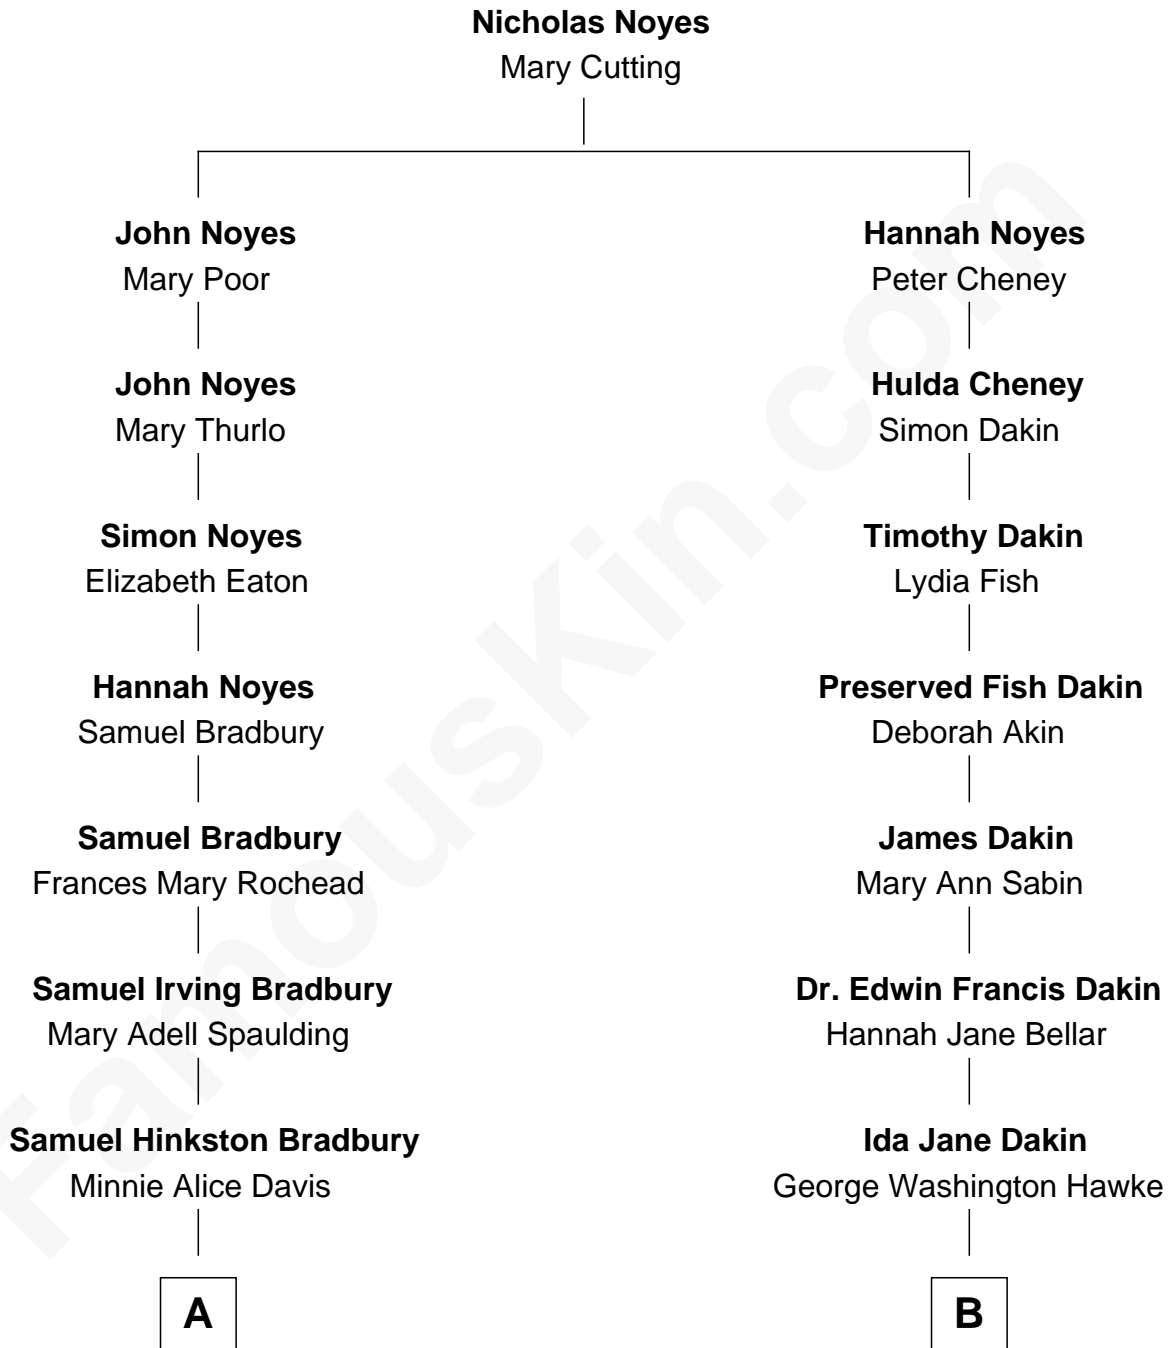 Nicholas Noyes
Mary Cutting
John Noyes
Mary Poor
John Noyes
Mary Thurlo
Simon Noyes
Elizabeth Eaton
Hannah Noyes
Samuel Bradbury
Samuel Bradbury
Frances Mary Rochead
Samuel Irving Bradbury
Mary Adell Spaulding
Samuel Hinkston Bradbury
Minnie Alice Davis
A
Hannah Noyes
Peter Cheney
Hulda Cheney
Simon Dakin
Timothy Dakin
Lydia Fish
Preserved Fish Dakin
Deborah Akin
James Dakin
Mary Ann Sabin
Dr. Edwin Francis Dakin
Hannah Jane Bellar
Ida Jane Dakin
George Washington Hawke
B
FamousKin.com